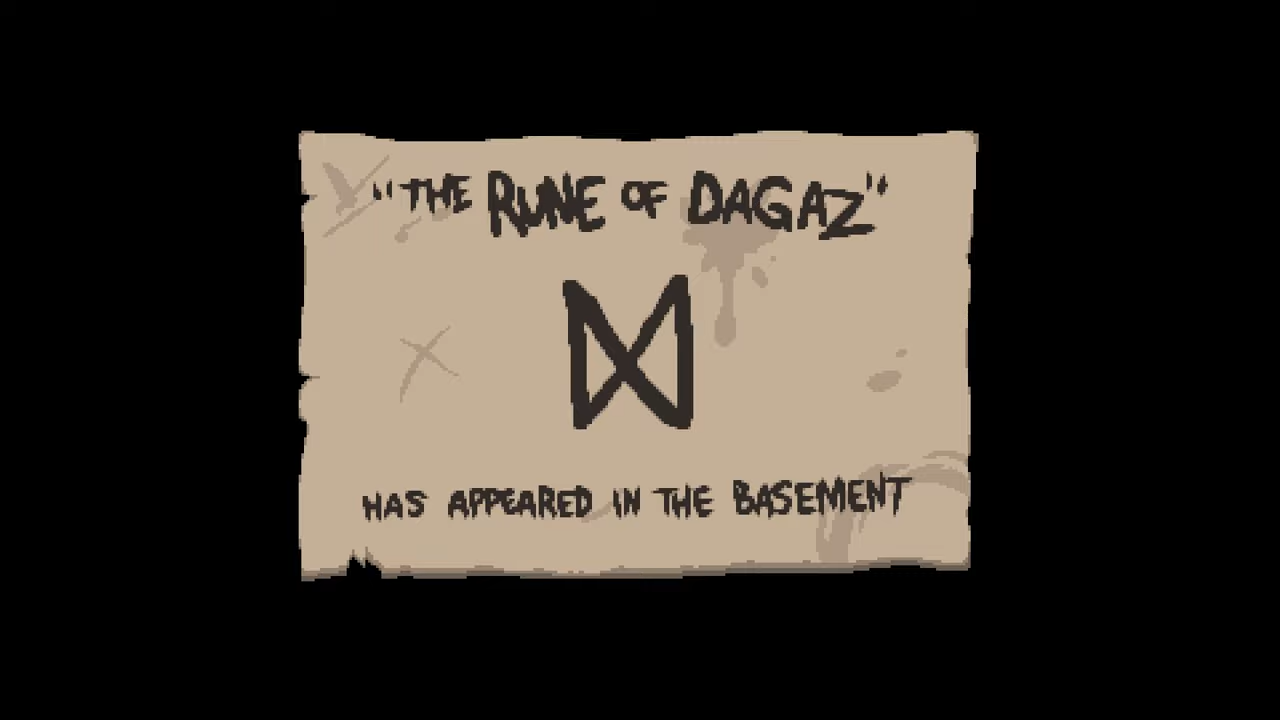 "THE RUNE OF DAGAZ"
HAS APPEARED IN THE BASEMENT